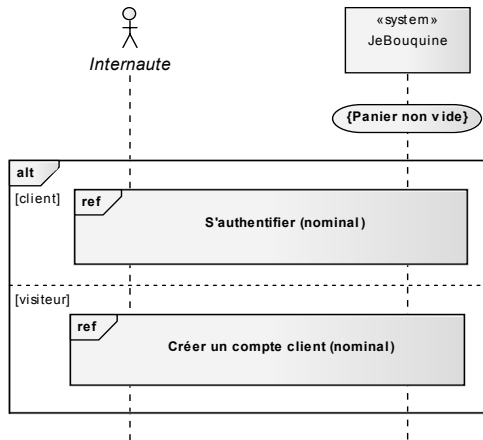 «system»
Internaute
JeBouquine
{Panier non vide}
alt
[client]
ref
S'authentifier (nominal)
[visiteur]
ref
Créer un compte client (nominal)